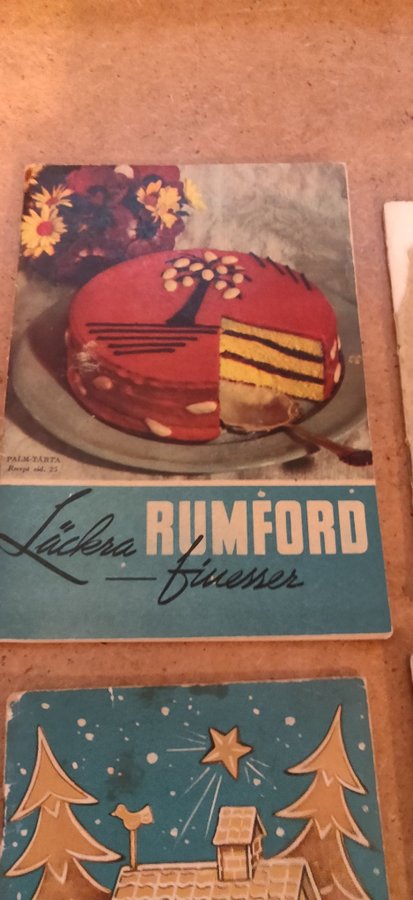 PALM-TÅRTA
Recept sid. 25
Läckra RUMFORD
– finesser